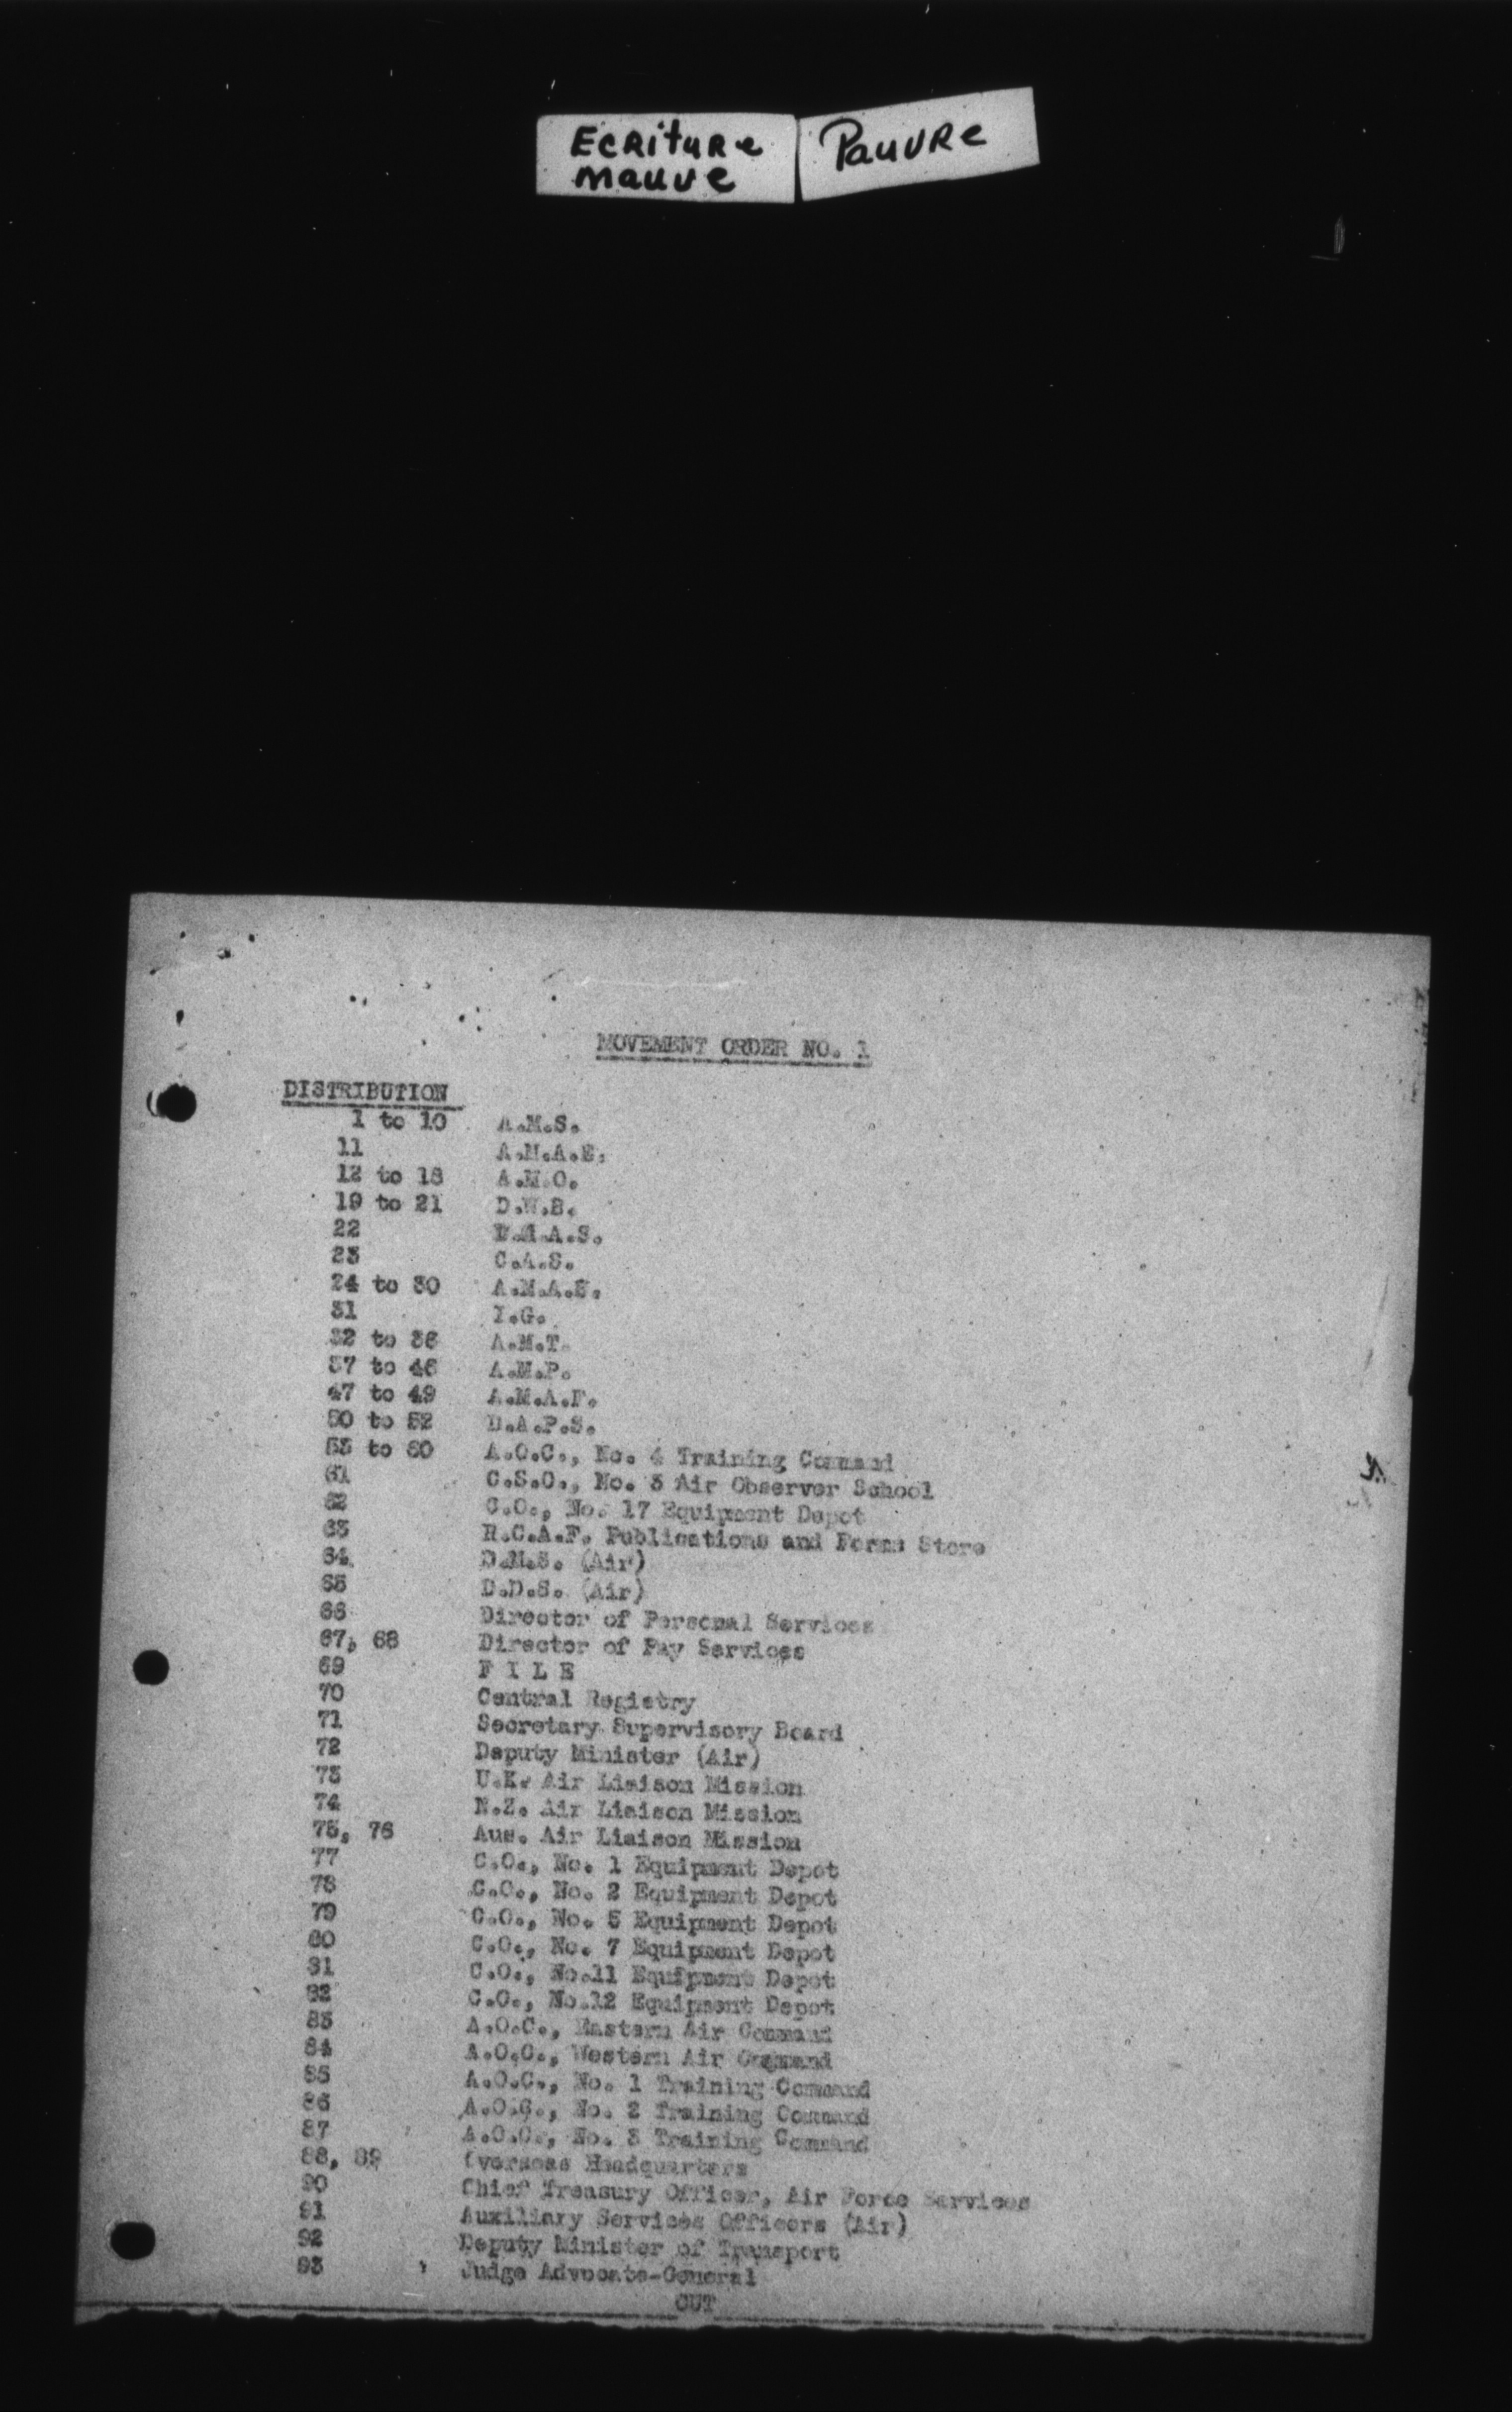 Ecriture mauve
Pauvre
MOVEMENT ORDER NO. 1
DISTRIBUTION
1 to 10 A.M.S.
11 A.M.A.E.
12 to 18 A.M.O.
19 to 21 D.W.B.
22 D.M.A.S.
23 C.A.S.
24 to 30 A.M.A.S.
31 I.G.
32 to 36 A.M.T.
37 to 46 A.M.P.
47 to 49 A.M.A.F.
50 to 52 D.A.P.S.
53 to 60 A.O.C., No. 4 Training Command
61 C.S.O., No. 3 Air Observer School
62 C.O., No. 17 Equipment Depot
63 R.C.A.F. Publications and Forms Store
64 D.M.S. (Air)
65 D.D.S. (Air)
66 Director of Personal Services
67, 68 Director of Pay Services
69 F I L E
70 Central Registry
71 Secretary Supervisory Board
72 Deputy Minister (Air)
73 U.K. Air Liaison Mission
74 N.Z. Air Liaison Mission
75, 76 Aus. Air Liaison Mission
77 C.O., No. 1 Equipment Depot
78 C.O., No. 2 Equipment Depot
79 C.O., No. 5 Equipment Depot
80 C.O., No. 7 Equipment Depot
81 C.O., No.11 Equipment Depot
82 C.O., No.12 Equipment Depot
83 A.O.C., Eastern Air Command
84 A.O.C., Western Air Command
85 A.O.C., No. 1 Training Command
86 A.O.C., No. 2 Training Command
87 A.O.C., No. 3 Training Command
88, 89 Overseas Headquarters
90 Chief Treasury Officer, Air Force Services
91 Auxiliary Services Officers (Air)
92 Deputy Minister of Transport
93 Judge Advocate-General
CUT